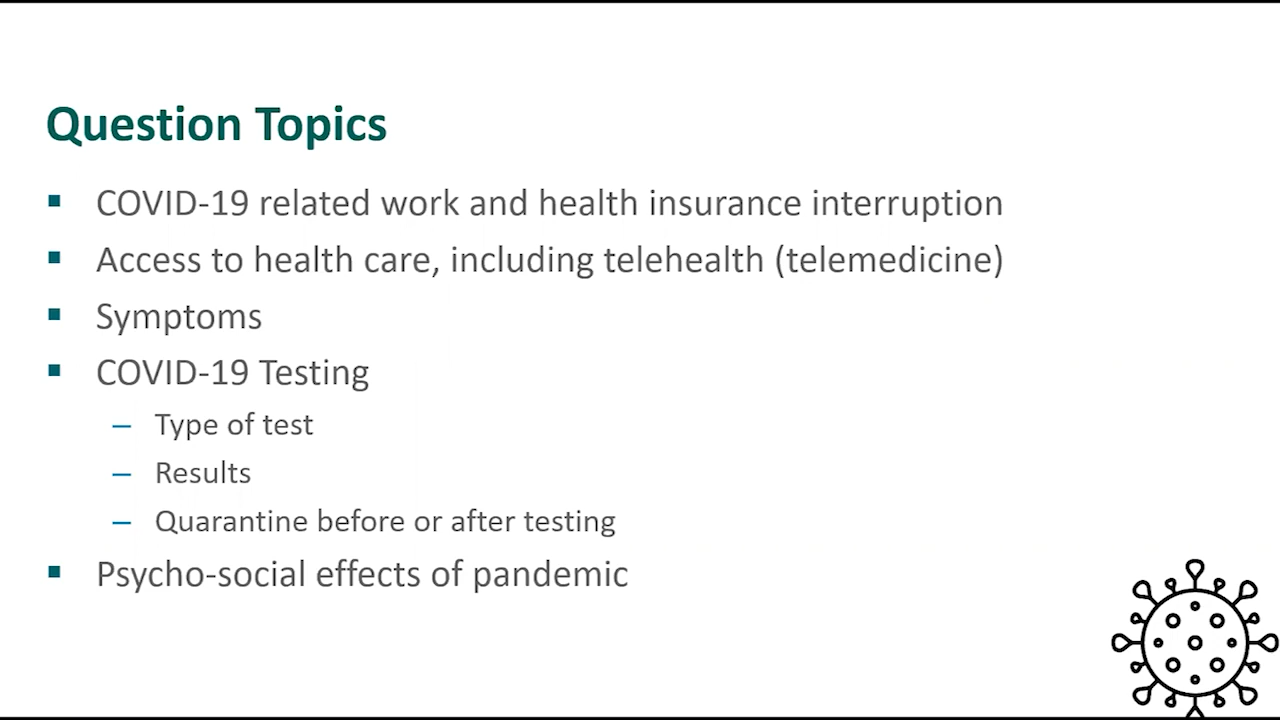 Question Topics
▪ COVID-19 related work and health insurance interruption
▪ Access to health care, including telehealth (telemedicine)
▪ Symptoms
▪ COVID-19 Testing
– Type of test
– Results
– Quarantine before or after testing
▪ Psycho-social effects of pandemic